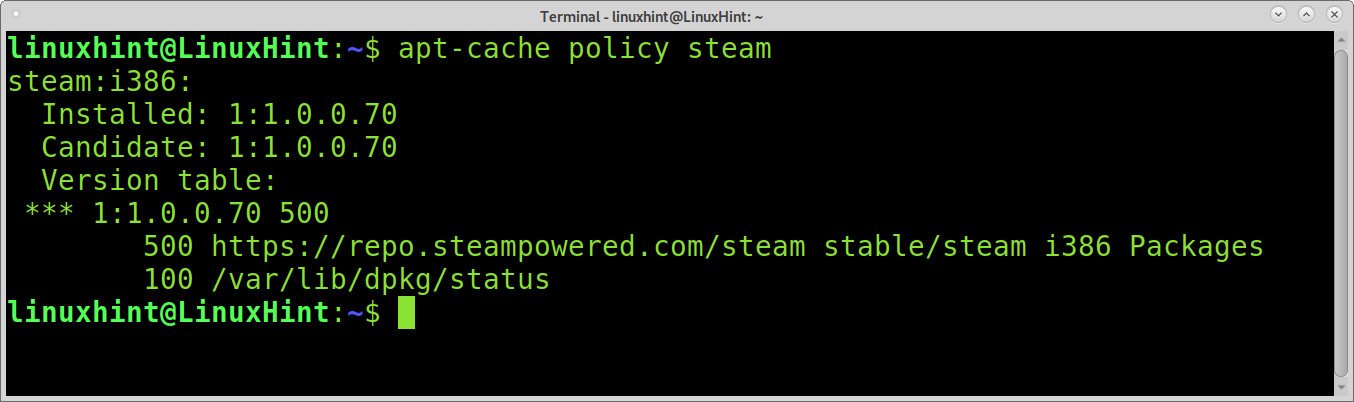 Terminal - linuxhint@LinuxHint: ~
linuxhint@LinuxHint:~$ apt-cache policy steam
steam:i386:
  Installed: 1:1.0.0.70
  Candidate: 1:1.0.0.70
  Version table:
 *** 1:1.0.0.70 500
        500 https://repo.steampowered.com/steam stable/steam i386 Packages
        100 /var/lib/dpkg/status
linuxhint@LinuxHint:~$